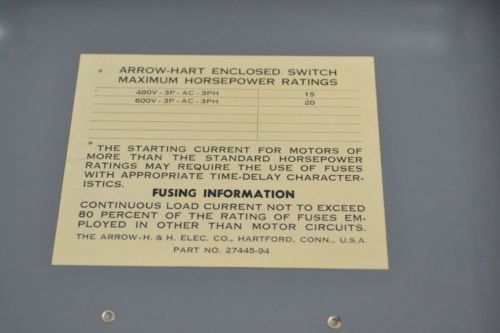 * ARROW-HART ENCLOSED SWITCH
MAXIMUM HORSEPOWER RATINGS
480V - 3P - AC - 3PH 15
600V - 3P - AC - 3PH 20
* THE STARTING CURRENT FOR MOTORS OF
MORE THAN THE STANDARD HORSEPOWER
RATINGS MAY REQUIRE THE USE OF FUSES
WITH APPROPRIATE TIME-DELAY CHARACTER-
ISTICS.
FUSING INFORMATION
CONTINUOUS LOAD CURRENT NOT TO EXCEED
80 PERCENT OF THE RATING OF FUSES EM-
PLOYED IN OTHER THAN MOTOR CIRCUITS.
THE ARROW-H. & H. ELEC. CO., HARTFORD, CONN., U.S.A.
PART NO. 27445-94